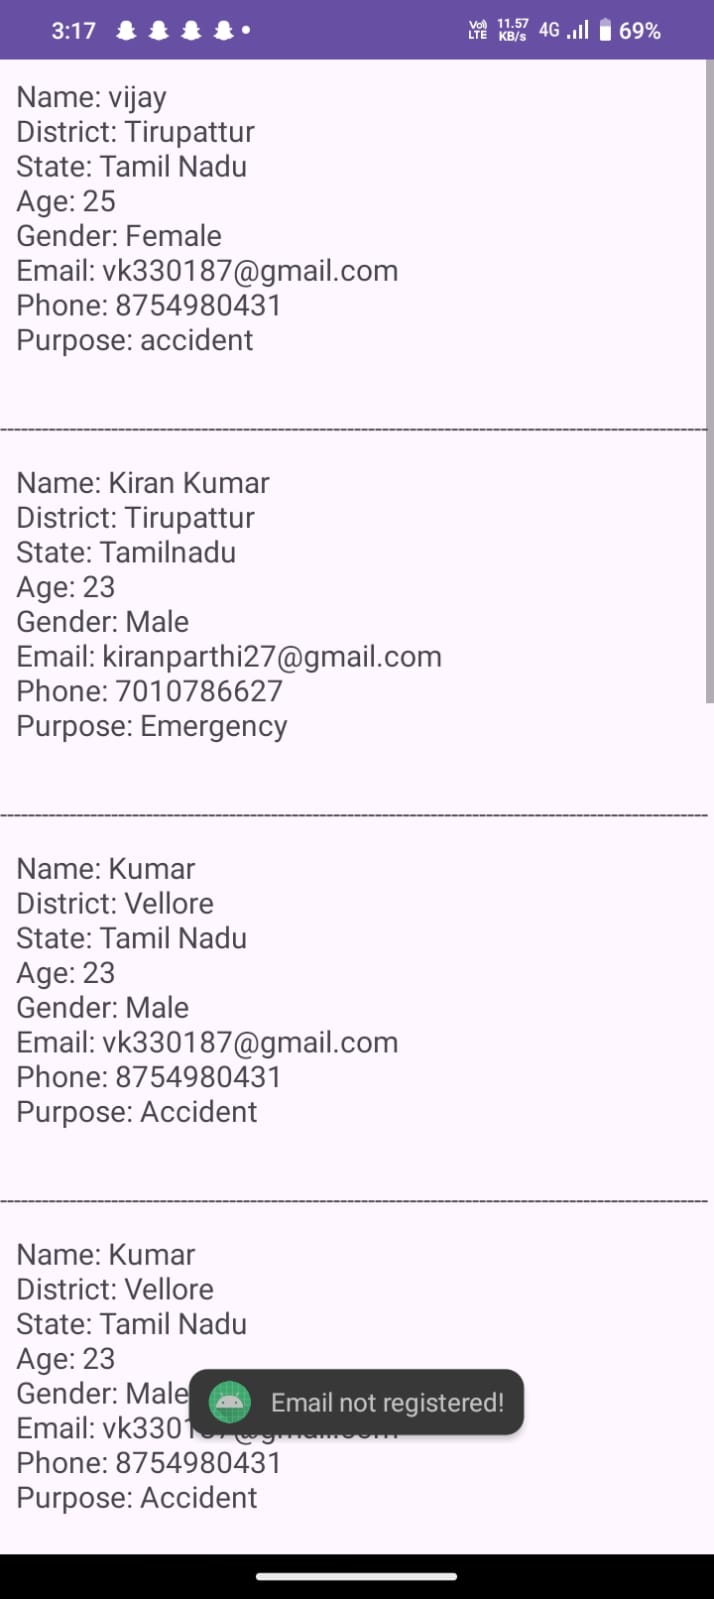 3:17
Vo) LTE 11.57 KB/s 4G 69%
Name: vijay
District: Tirupattur
State: Tamil Nadu
Age: 25
Gender: Female
Email: vk330187@gmail.com
Phone: 8754980431
Purpose: accident
Name: Kiran Kumar
District: Tirupattur
State: Tamilnadu
Age: 23
Gender: Male
Email: kiranparthi27@gmail.com
Phone: 7010786627
Purpose: Emergency
Name: Kumar
District: Vellore
State: Tamil Nadu
Age: 23
Gender: Male
Email: vk330187@gmail.com
Phone: 8754980431
Purpose: Accident
Name: Kumar
District: Vellore
State: Tamil Nadu
Age: 23
Gender: Male
Email not registered!
Email:
Phone: 8754980431
Purpose: Accident